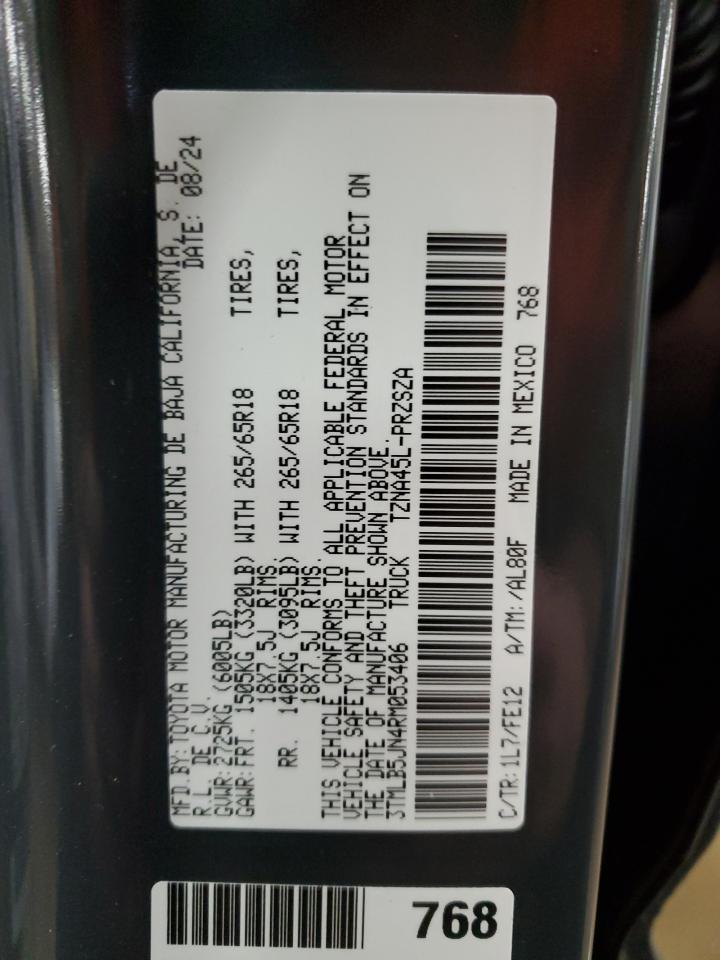 MFD.BY: TOYOTA MOTOR MANUFACTURING DE BAJA CALIFORNIA, S. DE
R.L. DE C.V. DATE: 08/24
GVWR: 2725KG (6005LB)
GAWR: FRT. 1505KG (3320LB) WITH 265/65R18 TIRES,
18X7.5J RIMS.
RR. 1405KG (3095LB) WITH 265/65R18 TIRES,
18X7.5J RIMS.
THIS VEHICLE CONFORMS TO ALL APPLICABLE FEDERAL MOTOR
VEHICLE SAFETY AND THEFT PREVENTION STANDARDS IN EFFECT ON
THE DATE OF MANUFACTURE SHOWN ABOVE.
3TMLB5JN4RM053406 TRUCK TZNA45L-PRZSZA
C/TR: 1L7/FE12 A/TM: /AL80F MADE IN MEXICO 768
768